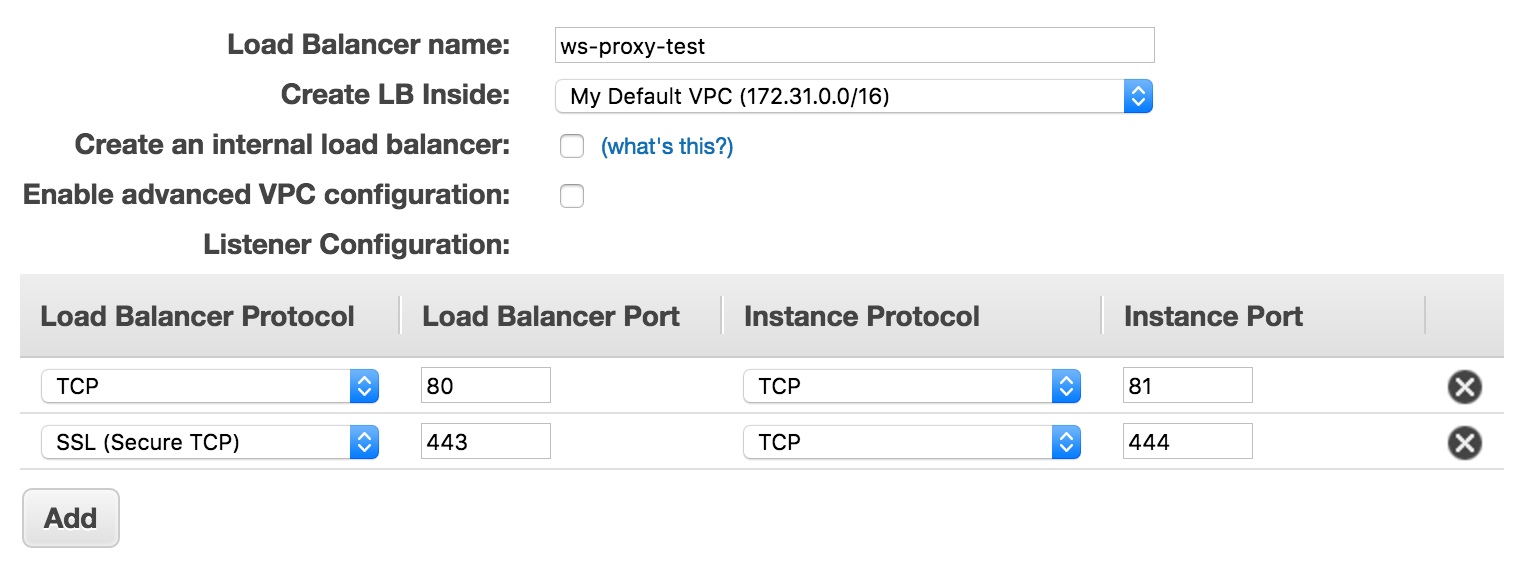 Load Balancer name: ws-proxy-test
Create LB Inside: My Default VPC (172.31.0.0/16)
Create an internal load balancer: (what's this?)
Enable advanced VPC configuration:
Listener Configuration:
Load Balancer Protocol Load Balancer Port Instance Protocol Instance Port
TCP 80 TCP 81
SSL (Secure TCP) 443 TCP 444
Add